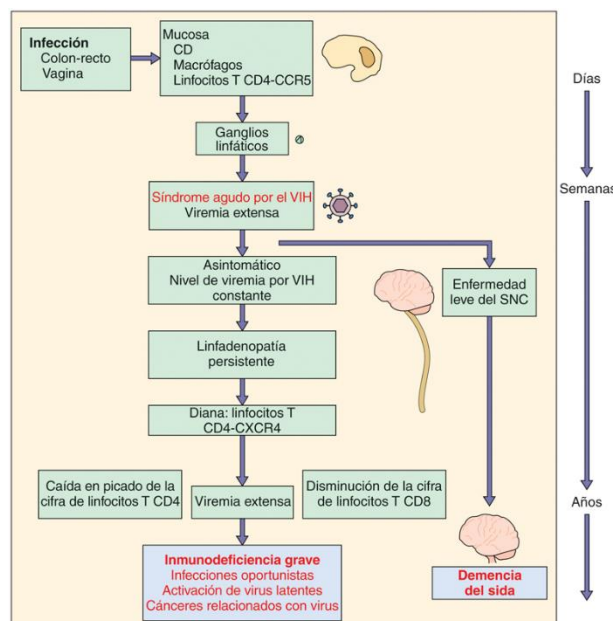 Infección
Colon-recto
Vagina
Mucosa
CD
Macrófagos
Linfocitos T CD4-CCR5
Ganglios
linfáticos
Síndrome agudo por el VIH
Viremia extensa
Asintomático
Nivel de viremia por VIH
constante
Enfermedad
leve del SNC
Linfadenopatía
persistente
Diana: linfocitos T
CD4-CXCR4
Caída en picado de la
cifra de linfocitos T CD4
Viremia extensa
Disminución de la cifra
de linfocitos T CD8
Inmunodeficiencia grave
Infecciones oportunistas
Activación de virus latentes
Cánceres relacionados con virus
Demencia
del sida
Días
Semanas
Años